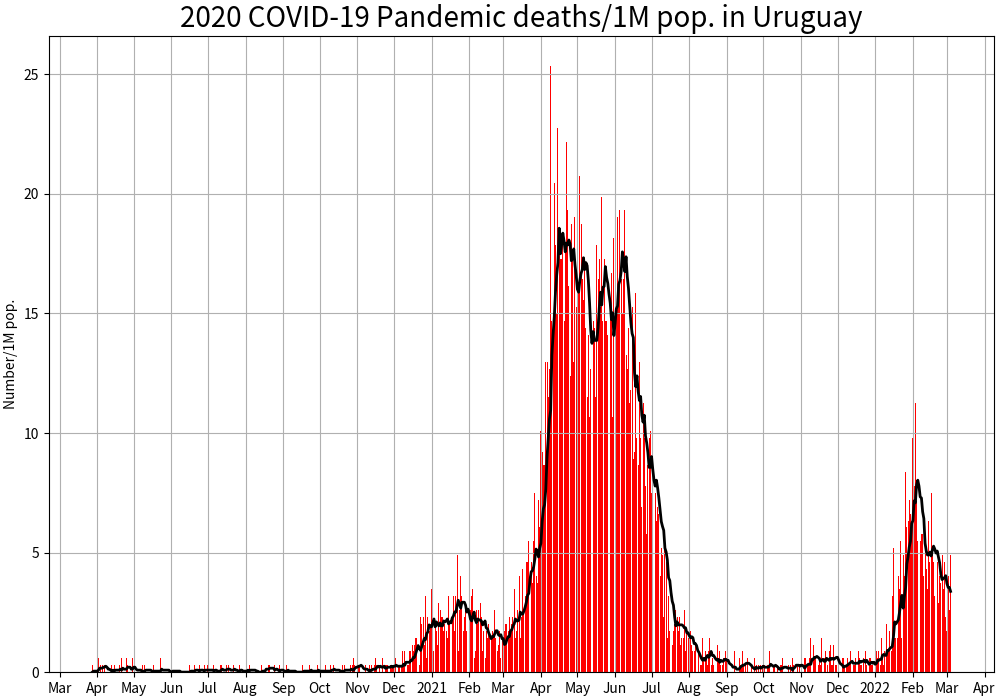 2020 COVID-19 Pandemic deaths/1M pop. in Uruguay
Number/1M pop.
25
20
15
10
5
0
Mar Apr May Jun Jul Aug Sep Oct Nov Dec 2021 Feb Mar Apr May Jun Jul Aug Sep Oct Nov Dec 2022 Feb Mar Apr